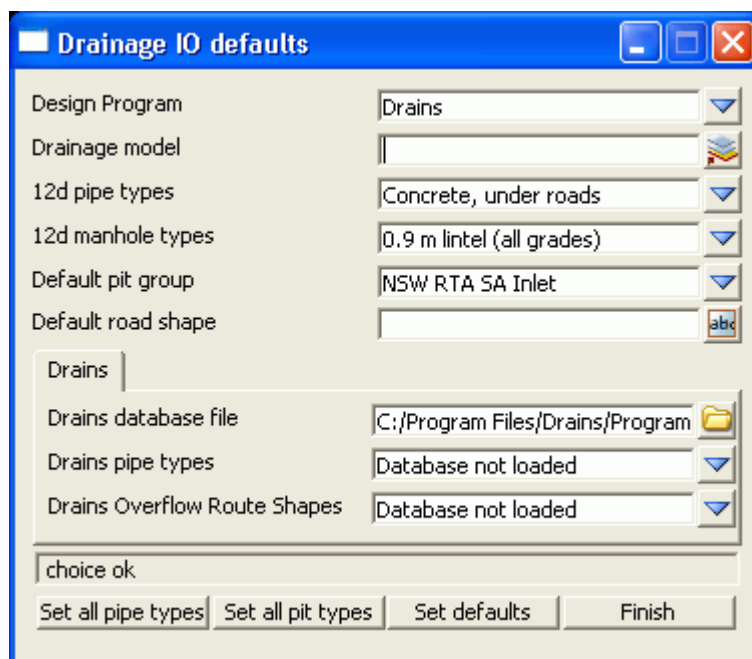 Drainage IO defaults
Design Program Drains
Drainage model
12d pipe types Concrete, under roads
12d manhole types 0.9 m lintel (all grades)
Default pit group NSW RTA SA Inlet
Default road shape abc
Drains
Drains database file C:/Program Files/Drains/Program
Drains pipe types Database not loaded
Drains Overflow Route Shapes Database not loaded
choice ok
Set all pipe types Set all pit types Set defaults Finish